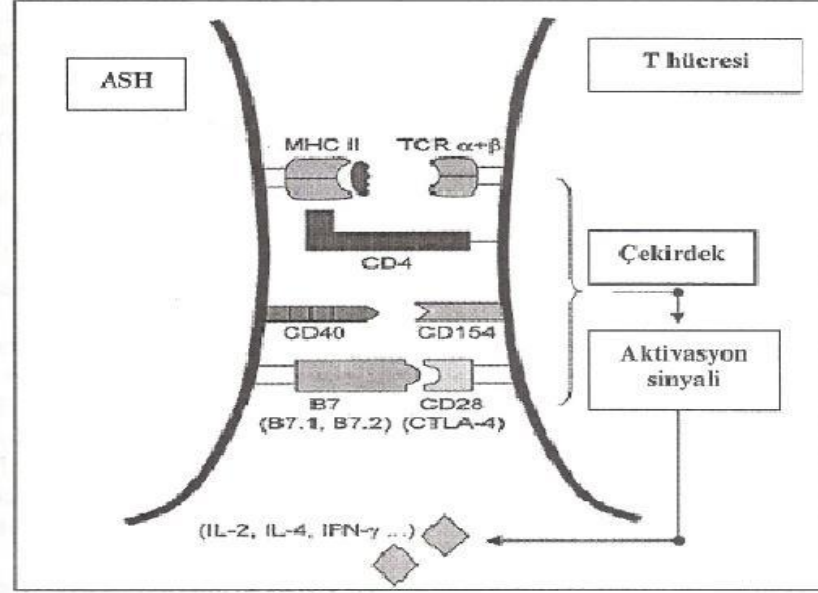 ASH
T hücresi
MHC II
TCR α+β
CD4
Çekirdek
CD40
CD154
Aktivasyon
sinyali
B7
CD28
(B7.1, B7.2) (CTLA-4)
(IL-2, IL-4, IFN-γ ...)